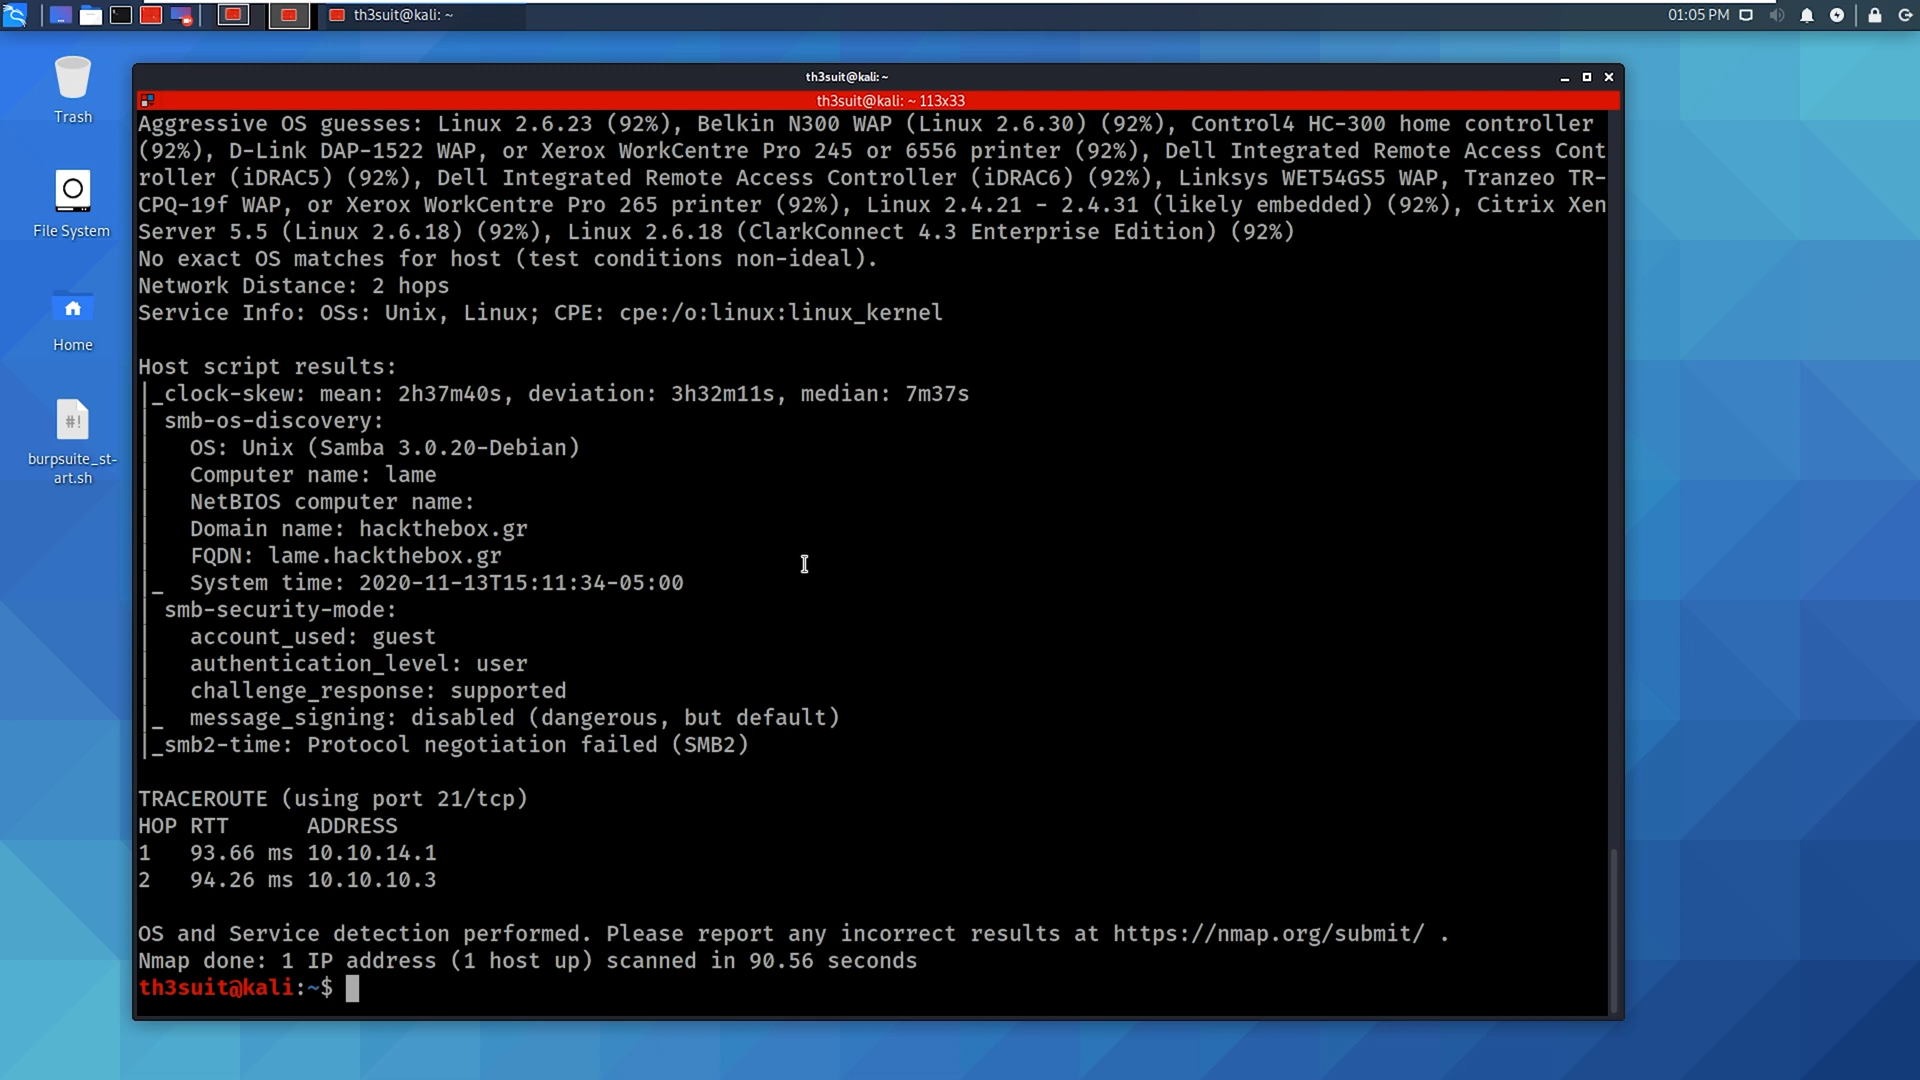 th3suit@kali: ~
01:05 PM
Trash
File System
Home
#!
burpsuite_st-
art.sh
th3suit@kali: ~
th3suit@kali: ~ 113x33
Aggressive OS guesses: Linux 2.6.23 (92%), Belkin N300 WAP (Linux 2.6.30) (92%), Control4 HC-300 home controller
(92%), D-Link DAP-1522 WAP, or Xerox WorkCentre Pro 245 or 6556 printer (92%), Dell Integrated Remote Access Cont
roller (iDRAC5) (92%), Dell Integrated Remote Access Controller (iDRAC6) (92%), Linksys WET54GS5 WAP, Tranzeo TR-
CPQ-19f WAP, or Xerox WorkCentre Pro 265 printer (92%), Linux 2.4.21 - 2.4.31 (likely embedded) (92%), Citrix Xen
Server 5.5 (Linux 2.6.18) (92%), Linux 2.6.18 (ClarkConnect 4.3 Enterprise Edition) (92%)
No exact OS matches for host (test conditions non-ideal).
Network Distance: 2 hops
Service Info: OSs: Unix, Linux; CPE: cpe:/o:linux:linux_kernel

Host script results:
|_clock-skew: mean: 2h37m40s, deviation: 3h32m11s, median: 7m37s
| smb-os-discovery:
|   OS: Unix (Samba 3.0.20-Debian)
|   Computer name: lame
|   NetBIOS computer name:
|   Domain name: hackthebox.gr
|   FQDN: lame.hackthebox.gr
|_  System time: 2020-11-13T15:11:34-05:00
| smb-security-mode:
|   account_used: guest
|   authentication_level: user
|   challenge_response: supported
|_  message_signing: disabled (dangerous, but default)
|_smb2-time: Protocol negotiation failed (SMB2)

TRACEROUTE (using port 21/tcp)
HOP RTT      ADDRESS
1   93.66 ms 10.10.14.1
2   94.26 ms 10.10.10.3

OS and Service detection performed. Please report any incorrect results at https://nmap.org/submit/ .
Nmap done: 1 IP address (1 host up) scanned in 90.56 seconds
th3suit@kali:~$